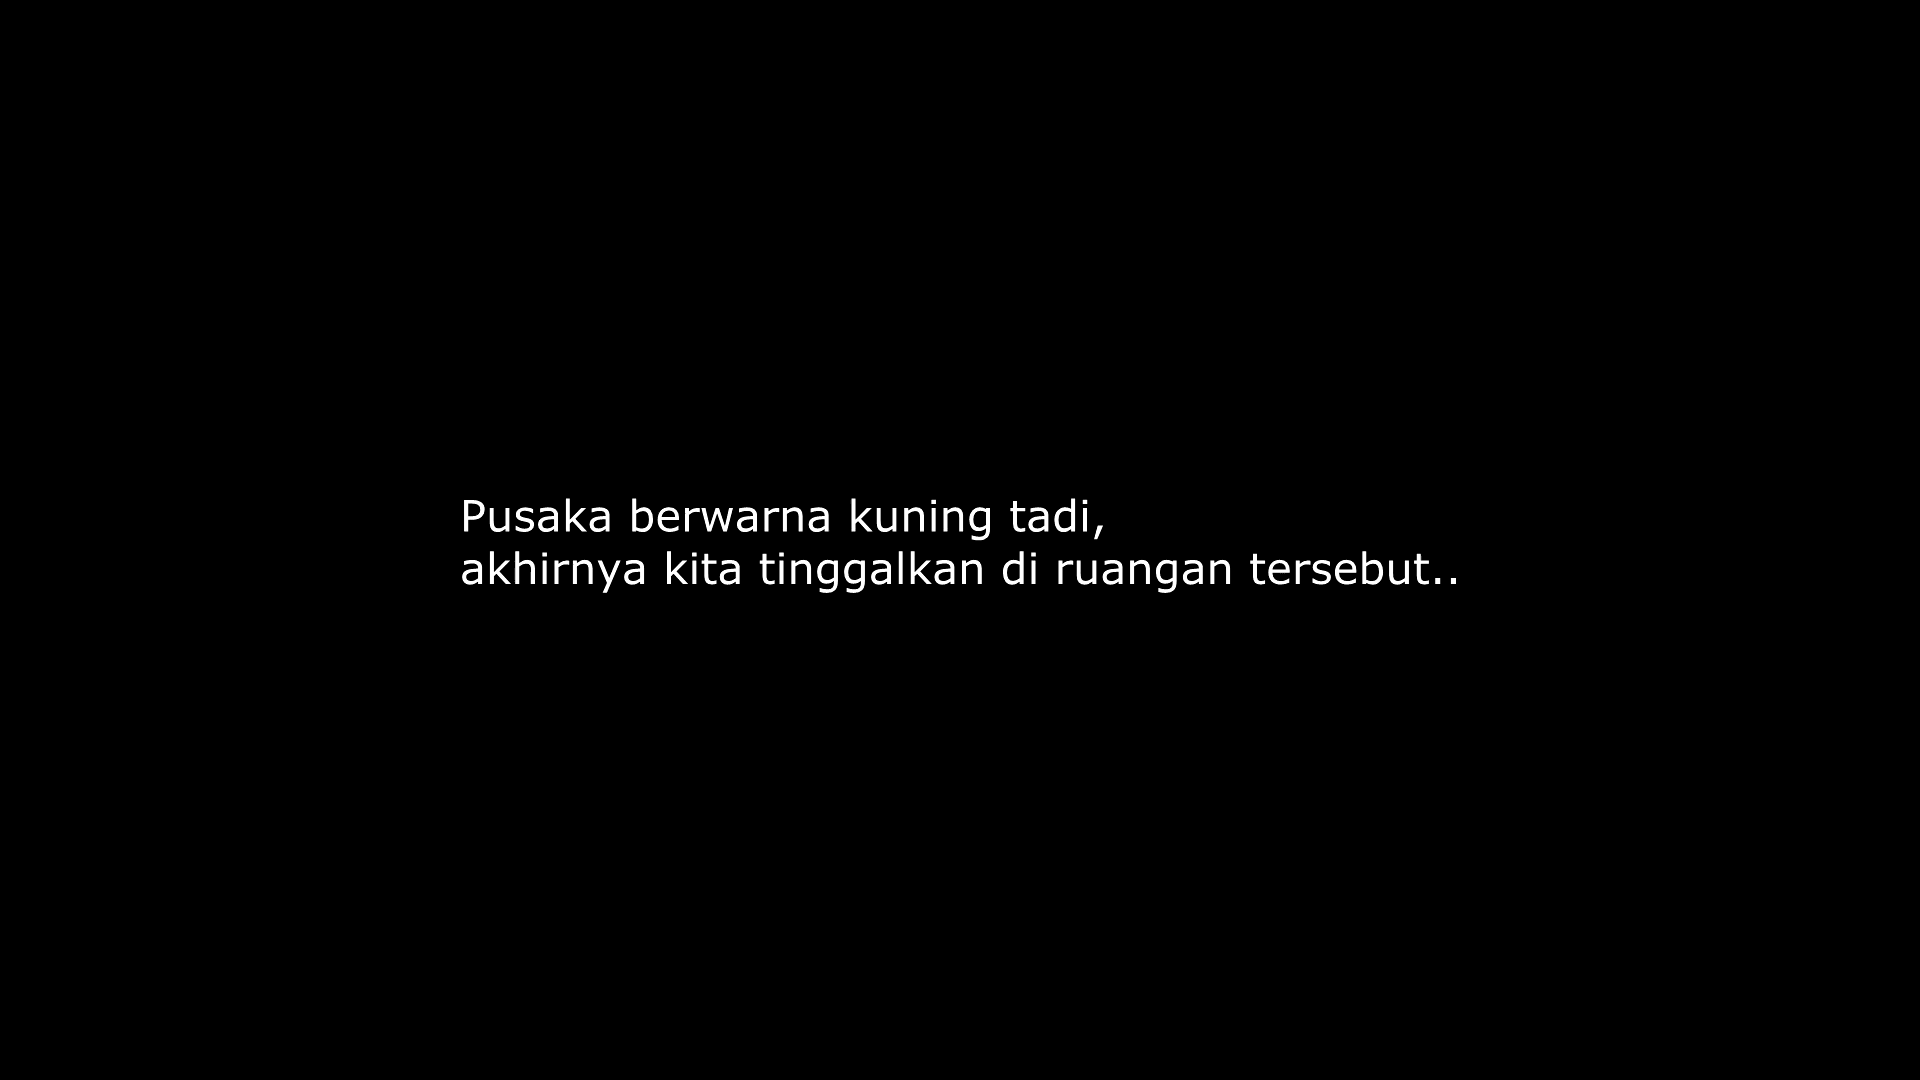 Pusaka berwarna kuning tadi,
akhirnya kita tinggalkan di ruangan tersebut..